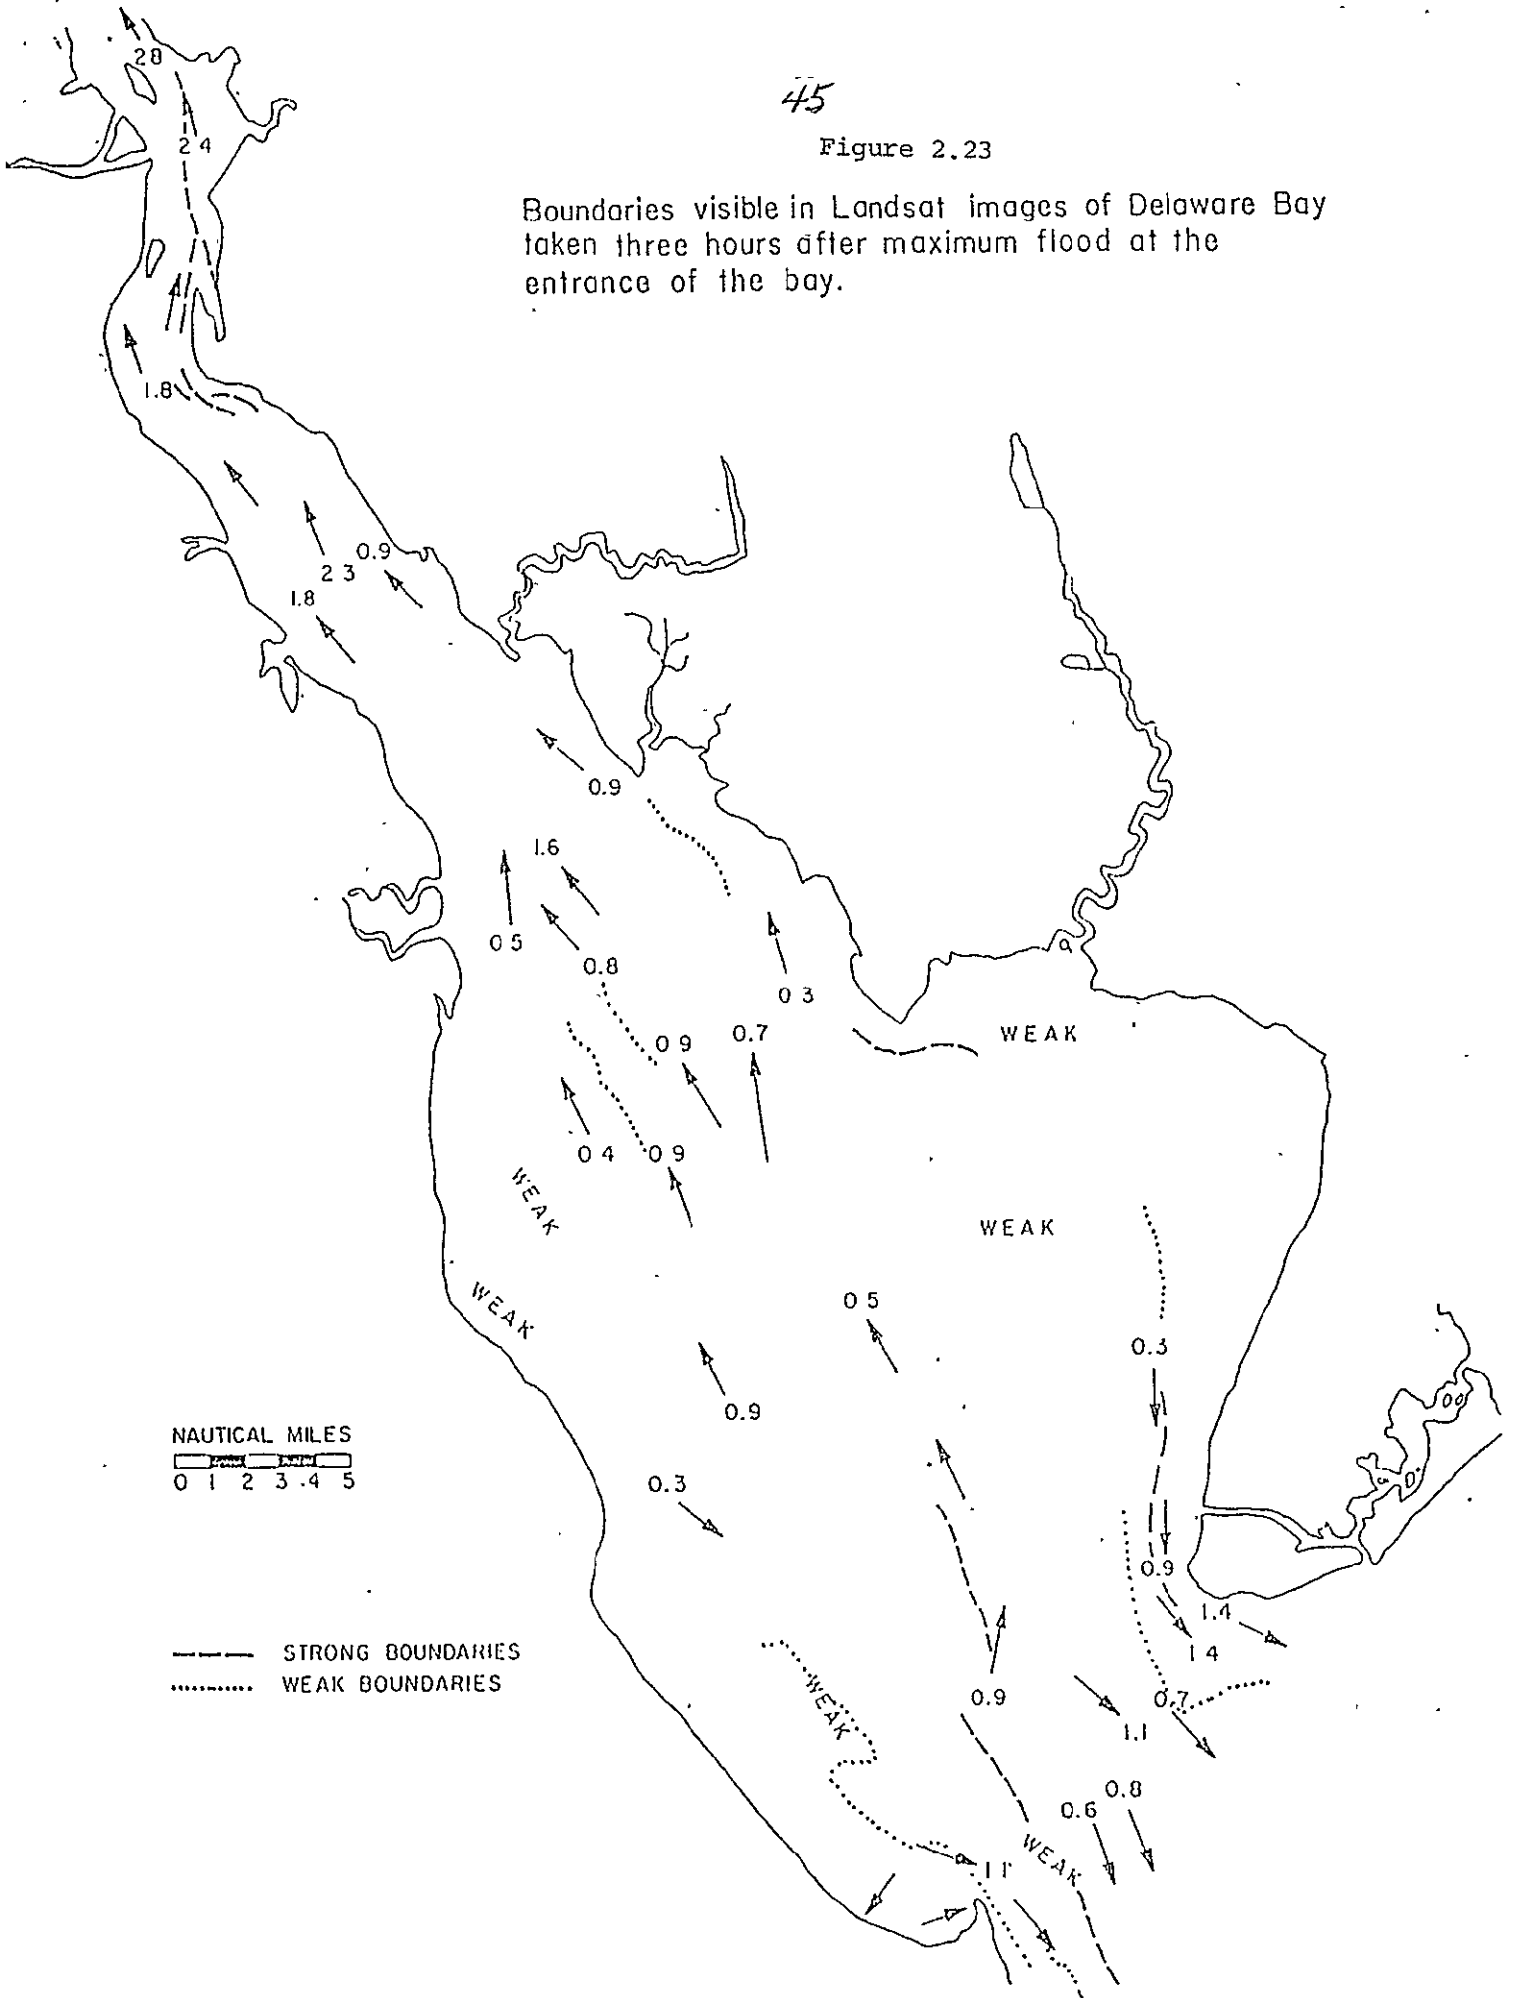 45
Figure 2.23
Boundaries visible in Landsat images of Delaware Bay
taken three hours after maximum flood at the
entrance of the bay.
28
2 4
1.8
0.9
2 3
1.8
0.9
1.6
0 5
0.8
0 3
0 9
0.7
WEAK
0 4
0 9
WEAK
WEAK
WEAK
0 5
0.3
0.9
NAUTICAL MILES
0 1 2 3 .4 5
0.3
0.9
1.4
1 4
STRONG BOUNDARIES
WEAK BOUNDARIES
WEAK
0.9
0.7
1.1
0.8
0.6
WEAK
1 1